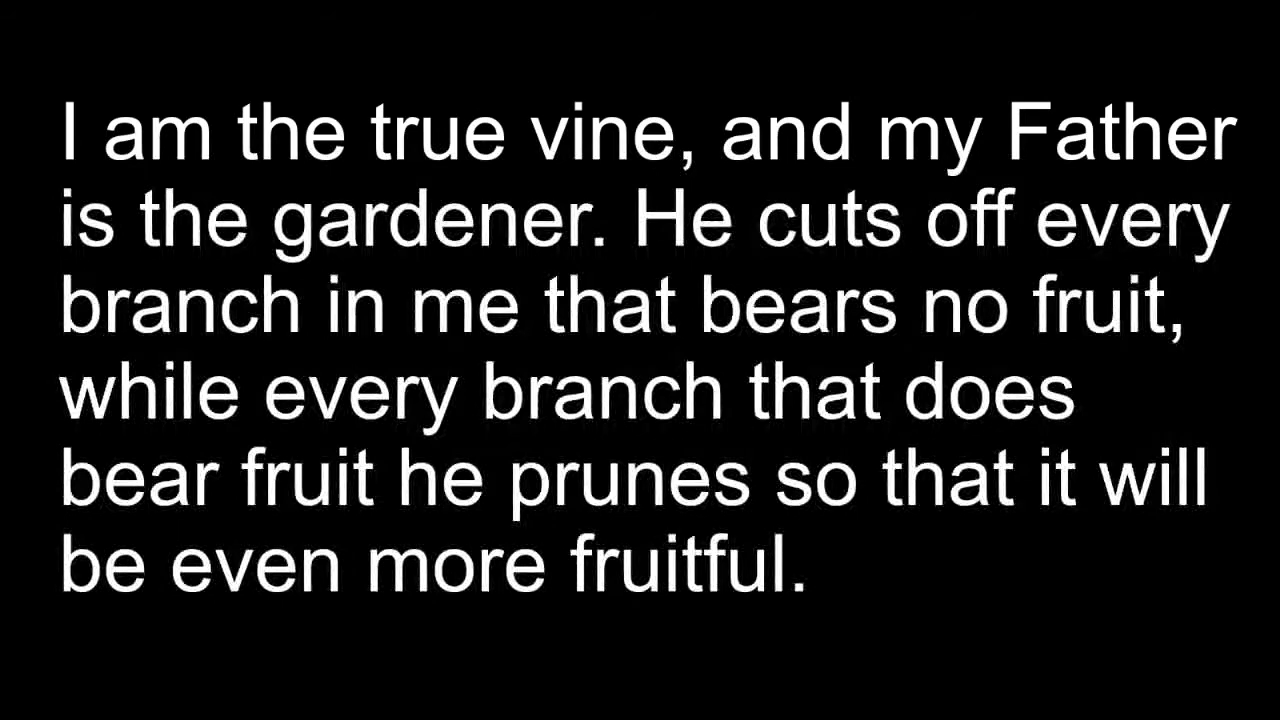 I am the true vine, and my Father
is the gardener. He cuts off every
branch in me that bears no fruit,
while every branch that does
bear fruit he prunes so that it will
be even more fruitful.